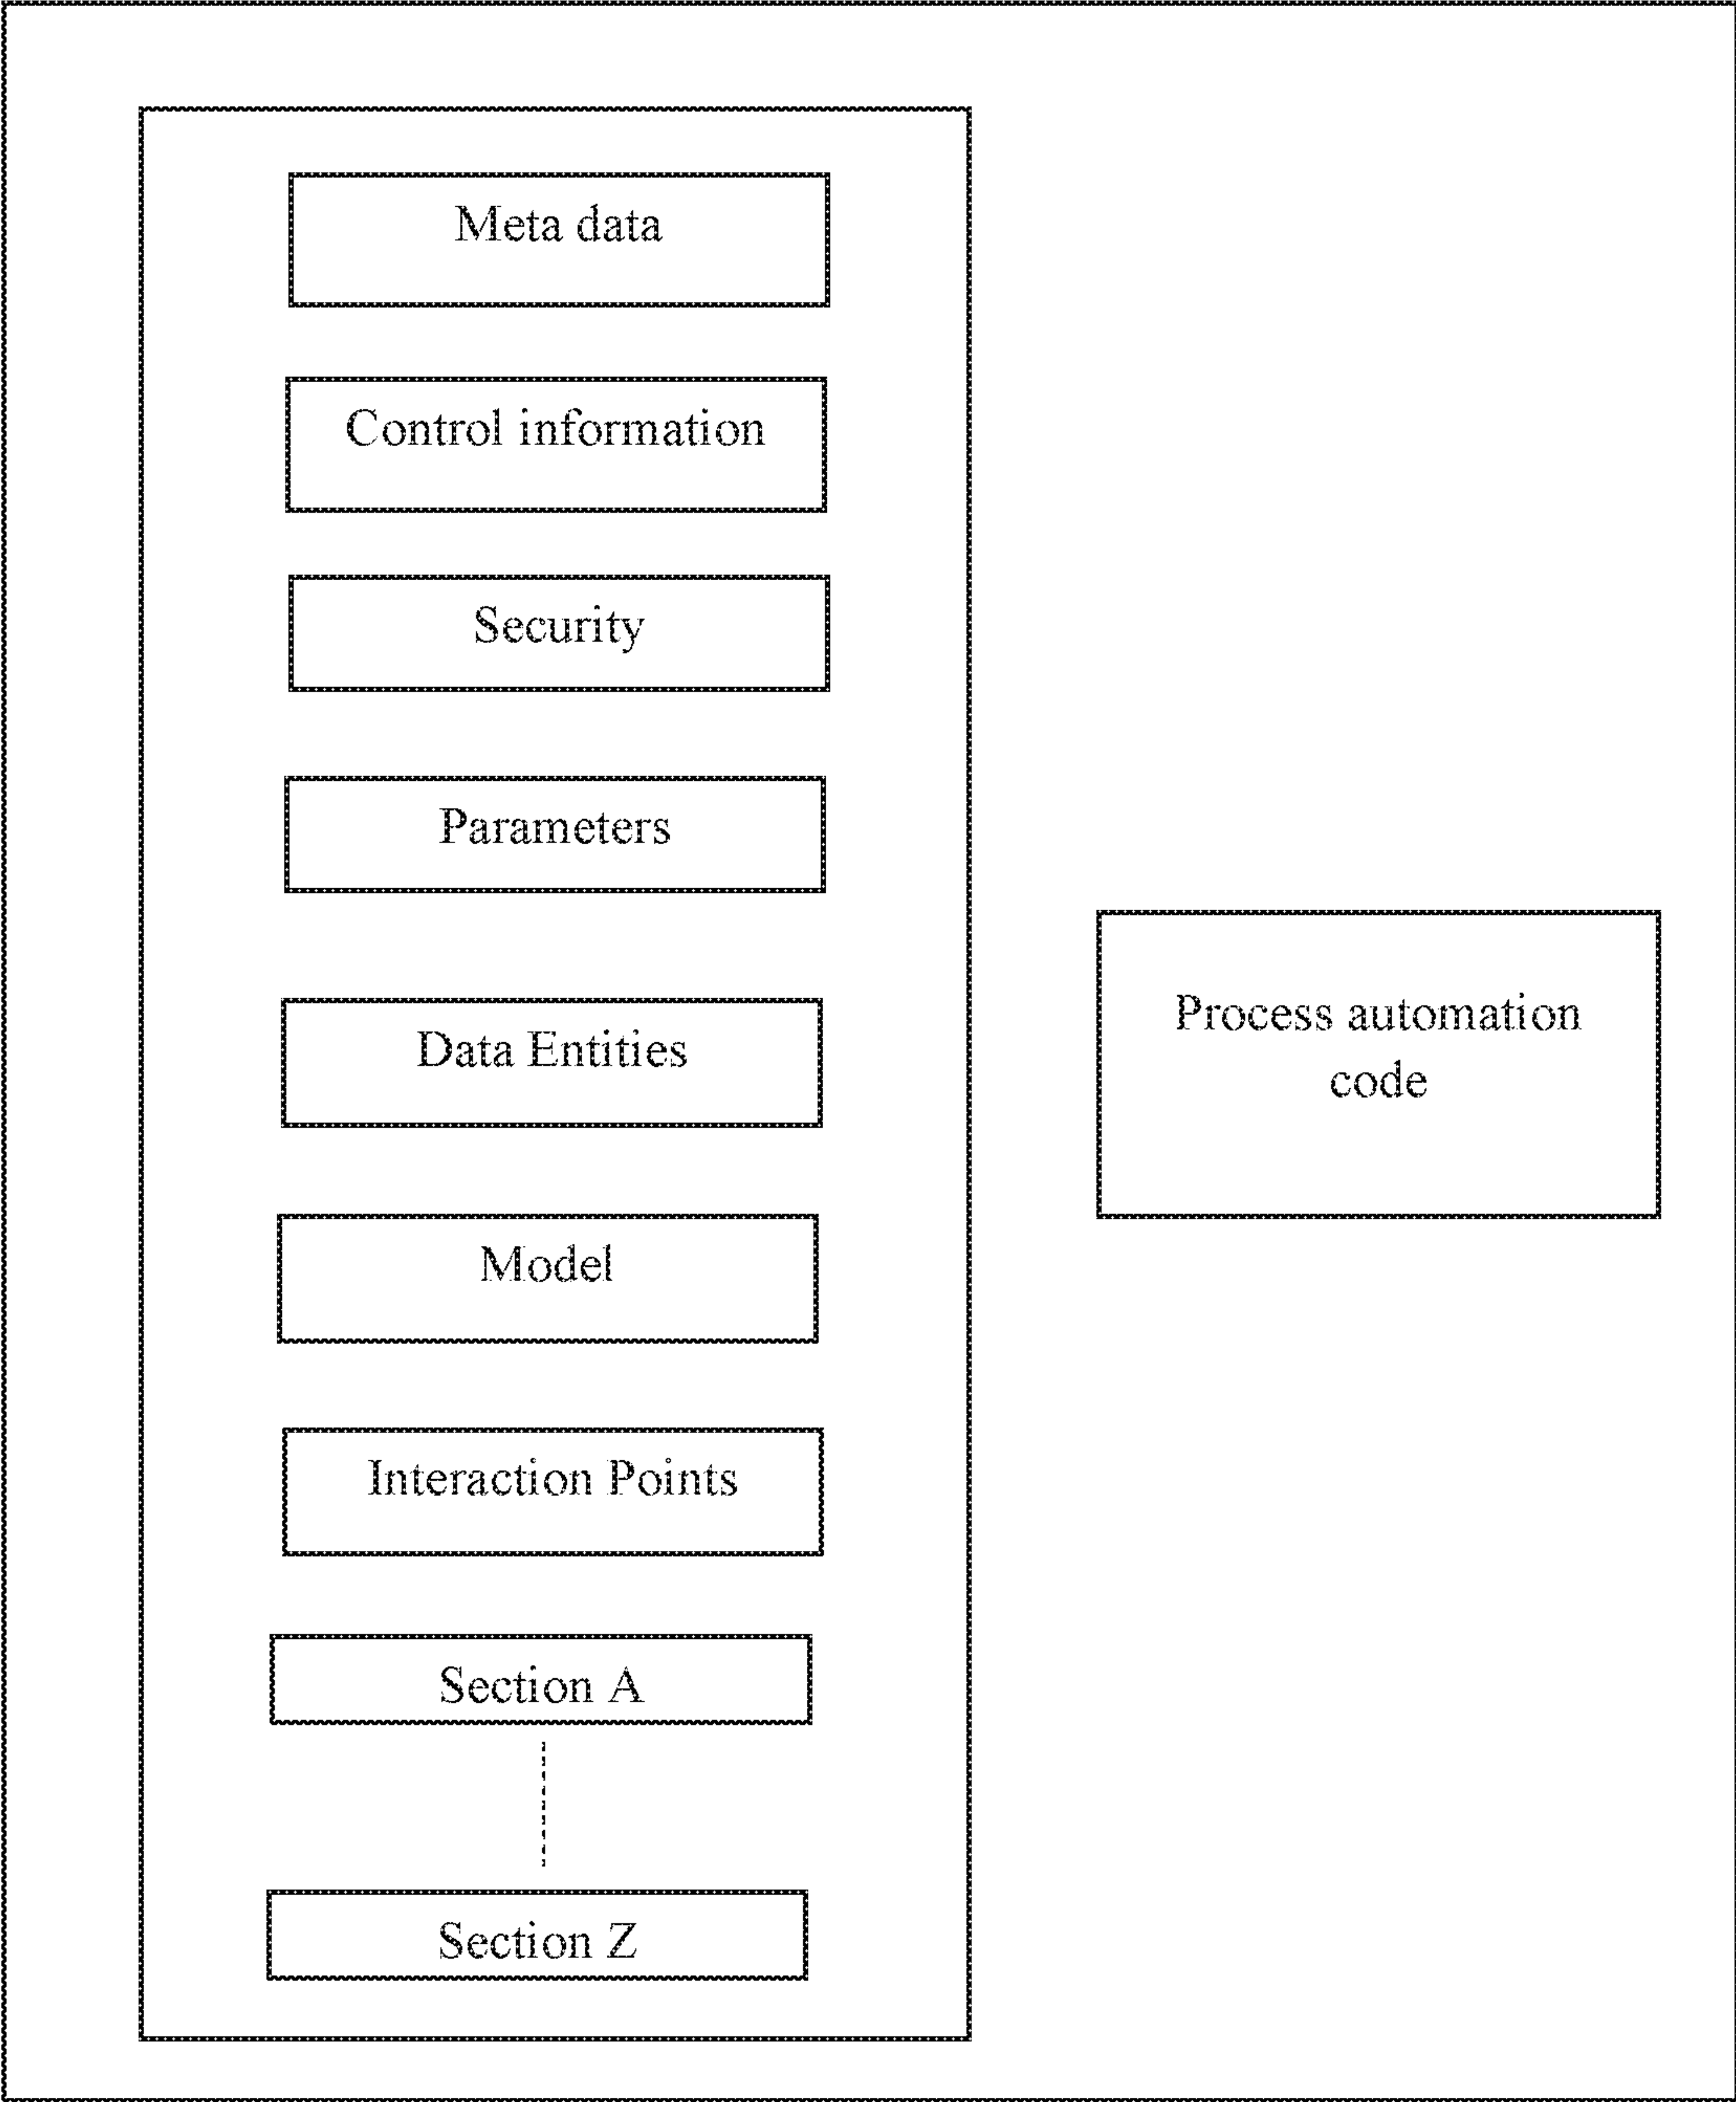 Meta data
Control information
Security
Parameters
Data Entities
Model
Interaction Points
Section A
Section Z
Process automation
code